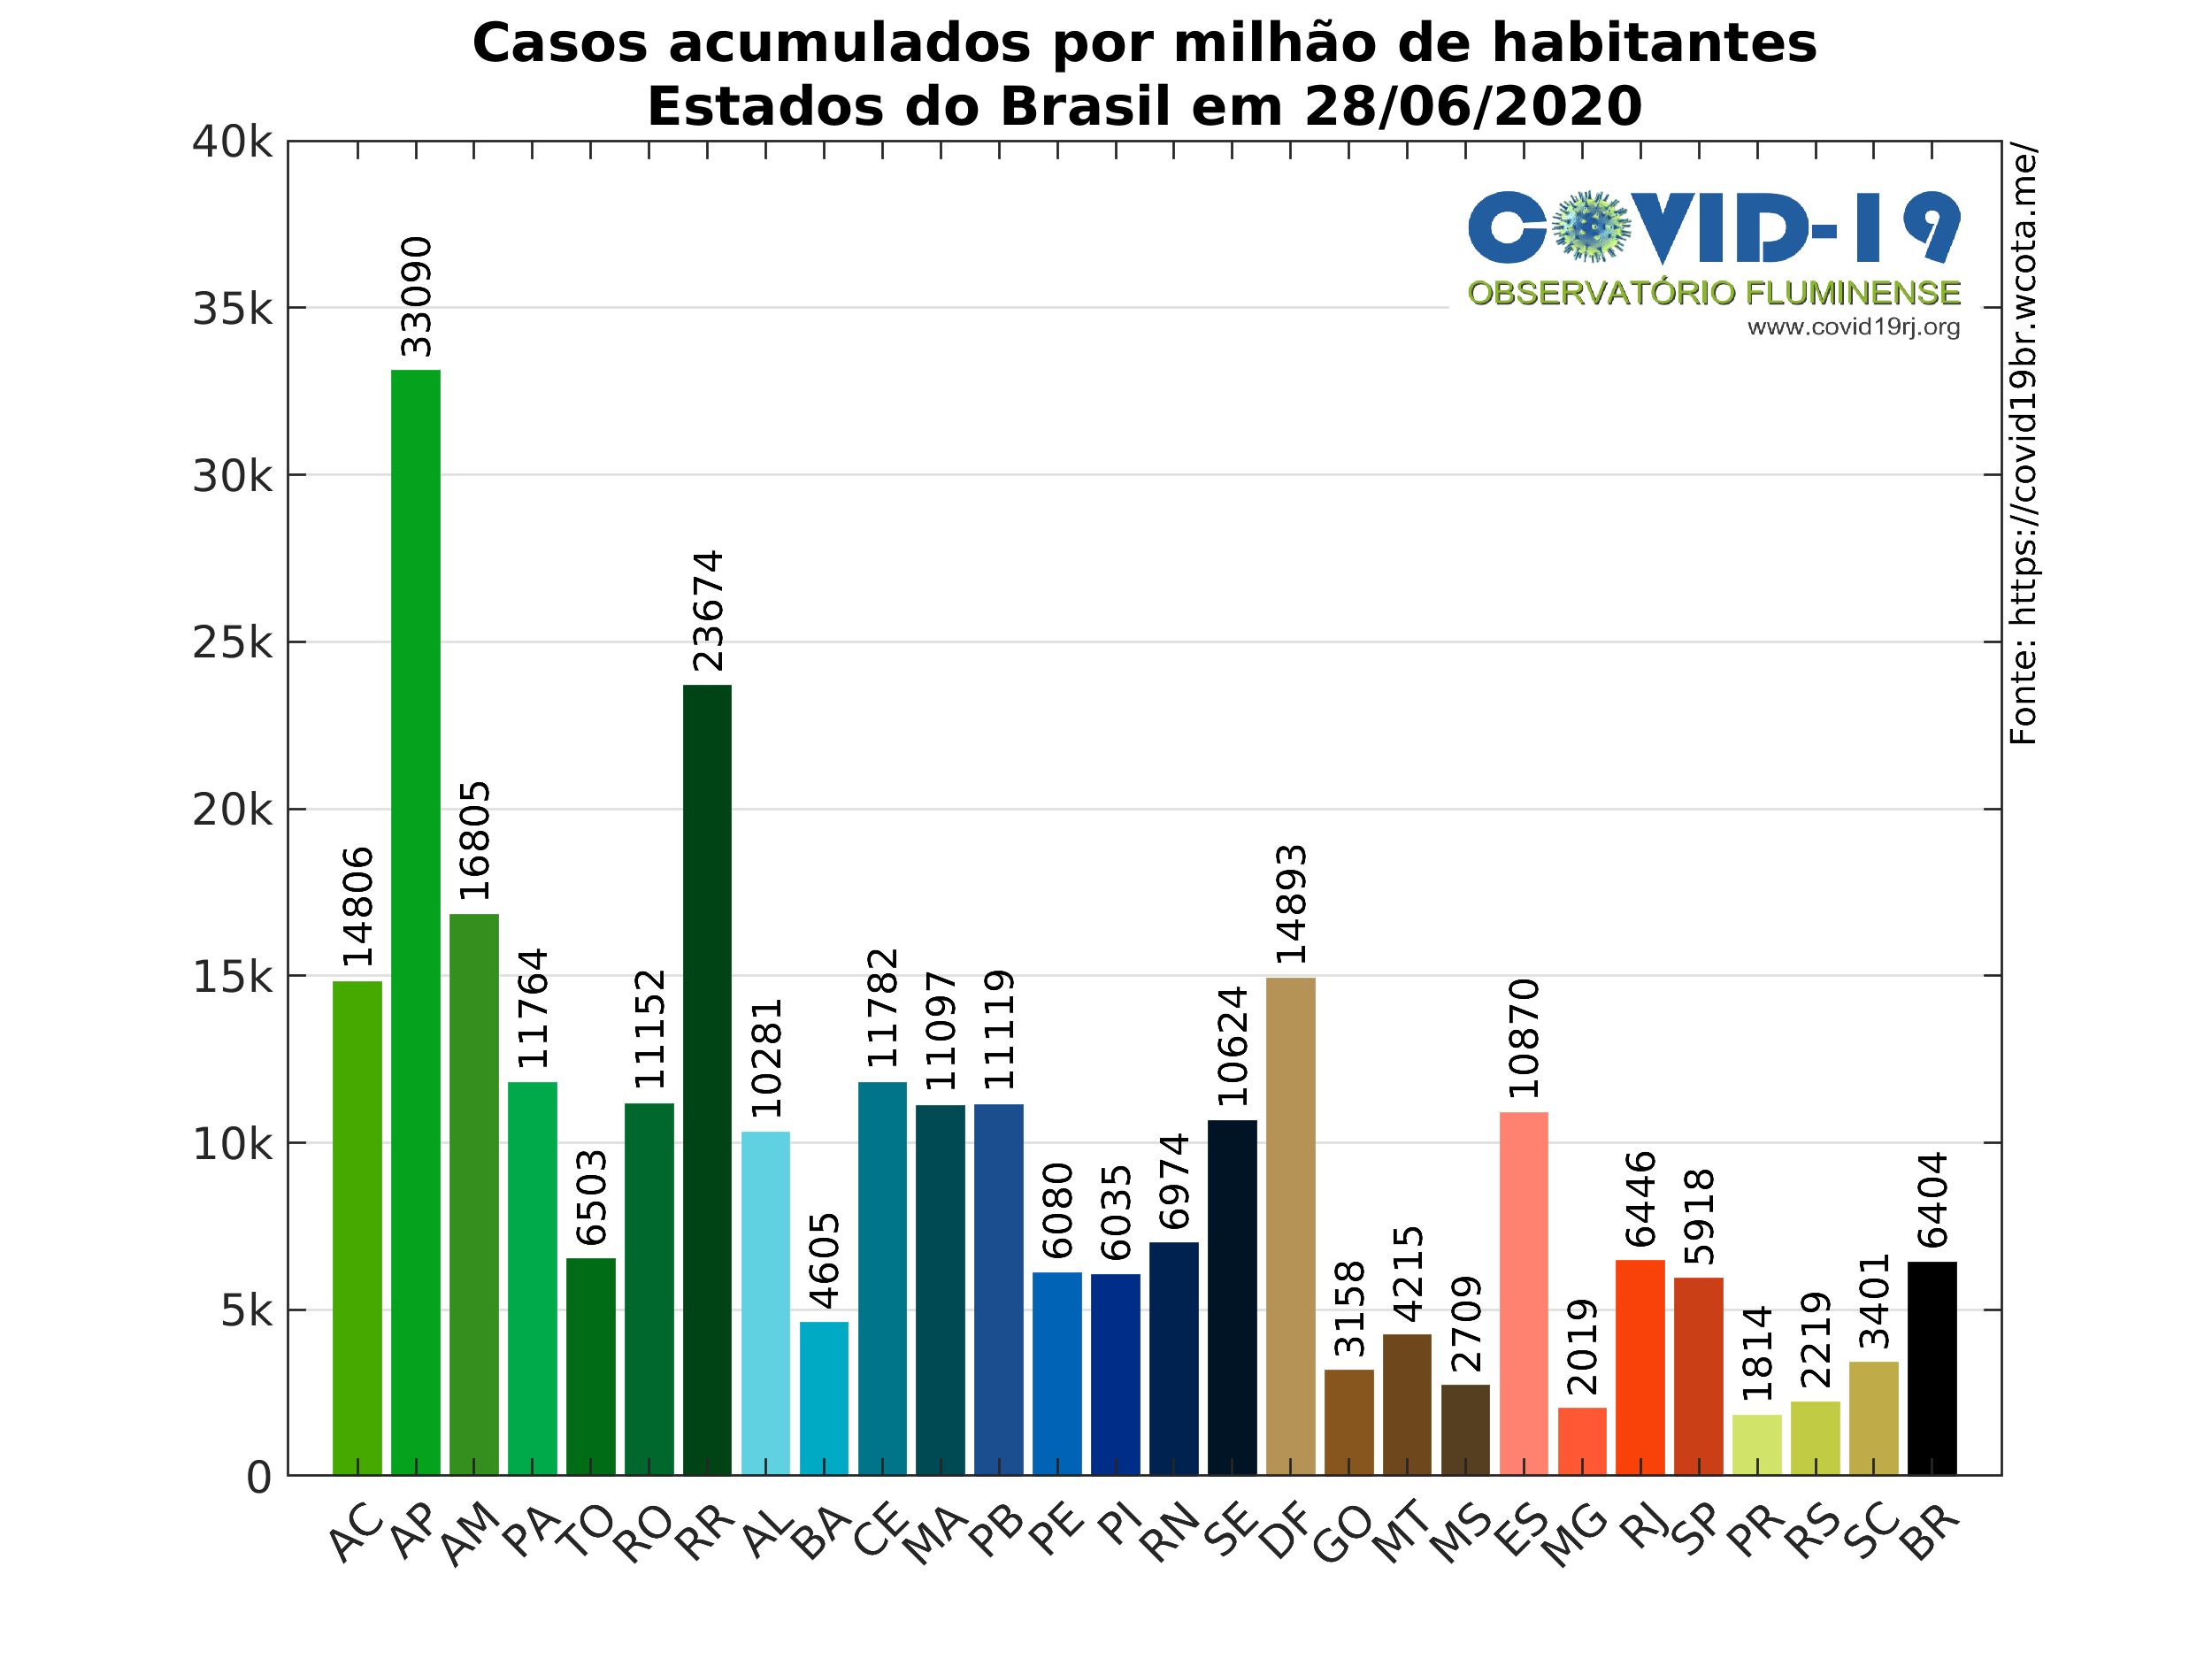 Casos acumulados por milhão de habitantes
Estados do Brasil em 28/06/2020
40k
35k
30k
25k
20k
15k
10k
5k
0
COVID-19
OBSERVATÓRIO FLUMINENSE
www.covid19rj.org
Fonte: https://covid19br.wcota.me/
14806
33090
16805
11764
6503
11152
23674
10281
4605
11782
11097
11119
6080
6035
6974
10624
14893
3158
4215
2709
10870
2019
6446
5918
1814
2219
3401
6404
AC
AP
AM
PA
TO
RO
RR
AL
BA
CE
MA
PB
PE
PI
RN
SE
DF
GO
MT
MS
ES
MG
RJ
SP
PR
RS
SC
BR